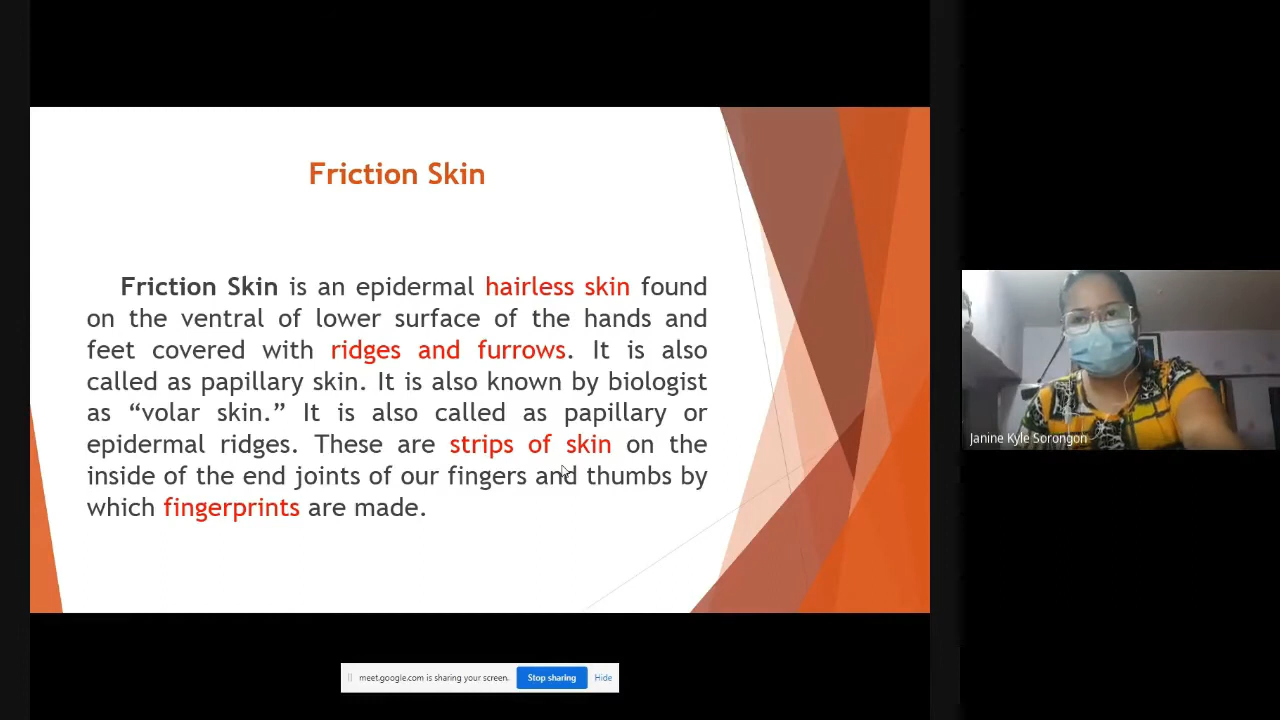 Friction Skin
Friction Skin is an epidermal hairless skin found
on the ventral of lower surface of the hands and
feet covered with ridges and furrows. It is also
called as papillary skin. It is also known by biologist
as “volar skin.” It is also called as papillary or
epidermal ridges. These are strips of skin on the
inside of the end joints of our fingers and thumbs by
which fingerprints are made.
Janine Kyle Sorongon
meet.google.com is sharing your screen.
Stop sharing
Hide